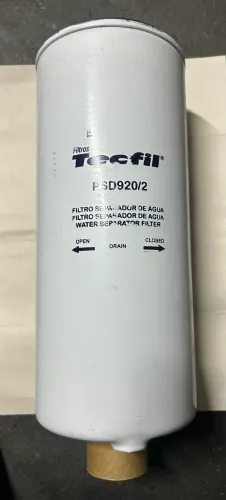 Filtros
Tecfil®
PSD920/2
FILTRO SEPARADOR DE AGUA
FILTRO SEPARADOR DE AGUA
WATER SEPARATOR FILTER
OPEN DRAIN CLOSED